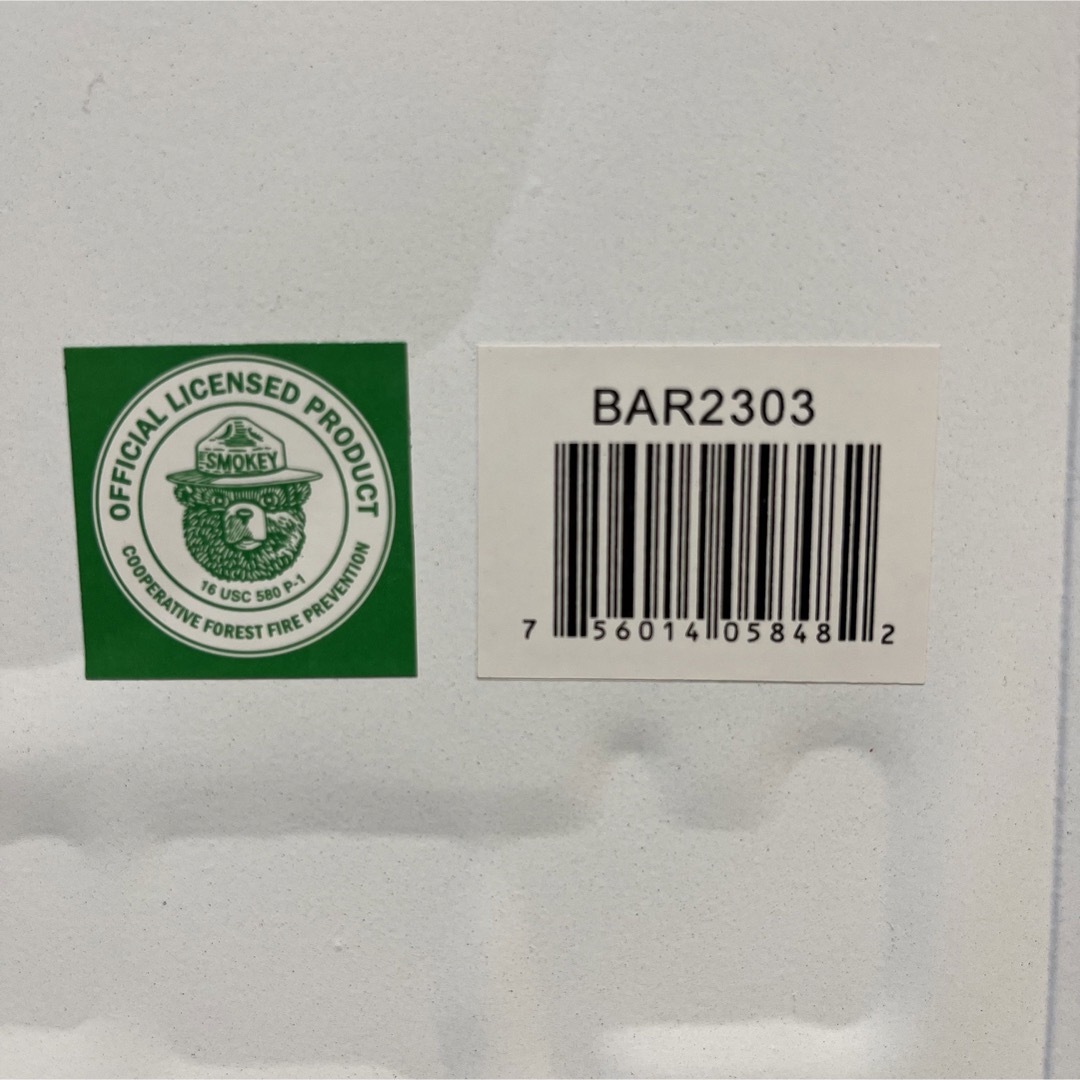 OFFICIAL LICENSED PRODUCT
SMOKEY
16 USC 580 P-1
COOPERATIVE FOREST FIRE PREVENTION
BAR2303
7 56014 05848 2